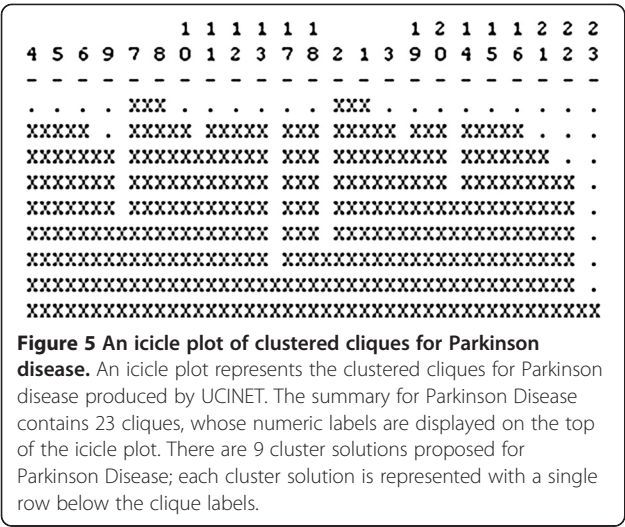 1 1 1 1 1 1 1 2 1 1 1 2 2 2
4 5 6 9 7 8 0 1 2 3 7 8 2 1 3 9 0 4 5 6 1 2 3
- - - - - - - - - - - - - - - - - - - - - - -
. . . . XXX . . . . . . XXX . . . . . . . . .
XXXXX . XXXXX XXXXX XXX XXXXX XXX XXXXX . . .
XXXXXXX XXXXXXXXXXX XXX XXXXXXXXX XXXXXXX . .
XXXXXXX XXXXXXXXXXX XXX XXXXXXXXX XXXXXXXXX .
XXXXXXX XXXXXXXXXXX XXX XXXXXXXXXXXXXXXXXXX .
XXXXXXXXXXXXXXXXXXX XXX XXXXXXXXXXXXXXXXXXX .
XXXXXXXXXXXXXXXXXXX XXXXXXXXXXXXXXXXXXXXXXX .
XXXXXXXXXXXXXXXXXXXXXXXXXXXXXXXXXXXXXXXXXXX .
XXXXXXXXXXXXXXXXXXXXXXXXXXXXXXXXXXXXXXXXXXXXX
Figure 5 An icicle plot of clustered cliques for Parkinson
disease. An icicle plot represents the clustered cliques for Parkinson
disease produced by UCINET. The summary for Parkinson Disease
contains 23 cliques, whose numeric labels are displayed on the top
of the icicle plot. There are 9 cluster solutions proposed for
Parkinson Disease; each cluster solution is represented with a single
row below the clique labels.